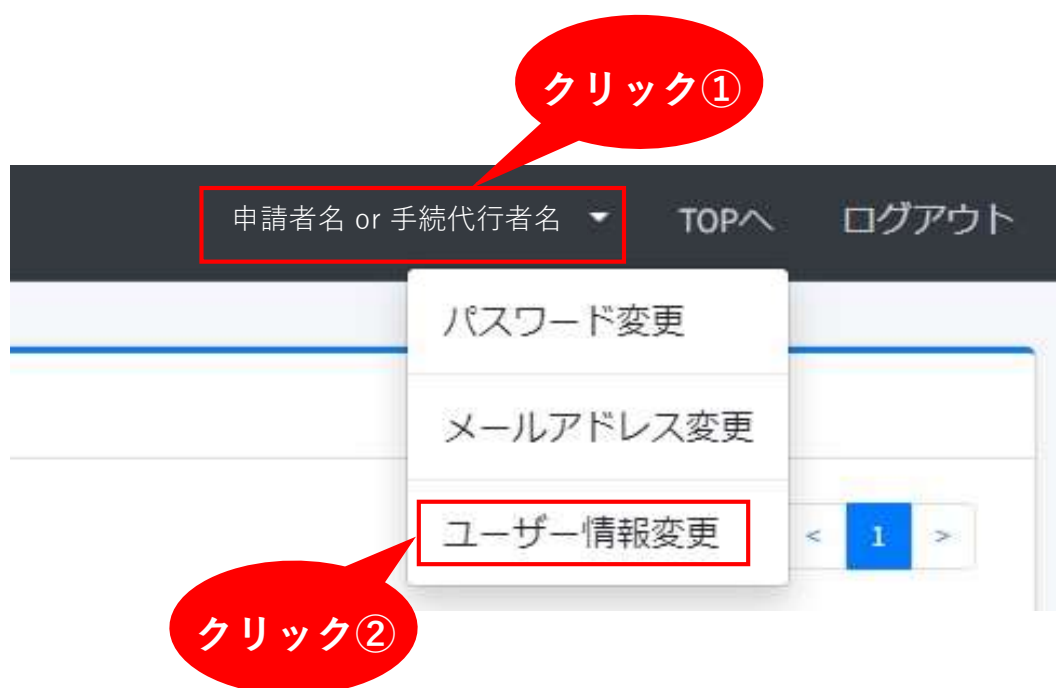 クリック①
申請者名 or 手続代行者名 TOPへ ログアウト
パスワード変更
メールアドレス変更
ユーザー情報変更
< 1 >
クリック②